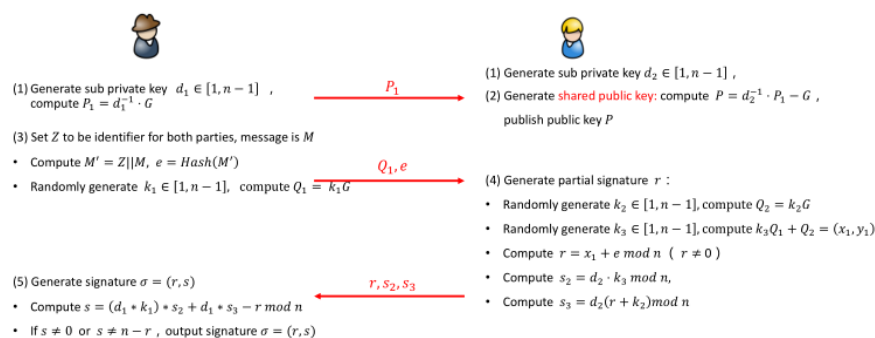 (1) Generate sub private key d₁ ∈ [1, n − 1] ,
compute P₁ = d₁⁻¹ · G
P₁
(1) Generate sub private key d₂ ∈ [1, n − 1] ,
(2) Generate shared public key: compute P = d₂⁻¹ · P₁ − G ,
publish public key P
(3) Set Z to be identifier for both parties, message is M
• Compute M′ = Z||M, e = Hash(M′)
• Randomly generate k₁ ∈ [1, n − 1], compute Q₁ = k₁G
Q₁, e
(4) Generate partial signature r :
• Randomly generate k₂ ∈ [1, n − 1], compute Q₂ = k₂G
• Randomly generate k₃ ∈ [1, n − 1], compute k₃Q₁ + Q₂ = (x₁, y₁)
• Compute r = x₁ + e mod n ( r ≠ 0 )
• Compute s₂ = d₂ · k₃ mod n,
• Compute s₃ = d₂(r + k₂)mod n
r, s₂, s₃
(5) Generate signature σ = (r, s)
• Compute s = (d₁ * k₁) * s₂ + d₁ * s₃ − r mod n
• If s ≠ 0 or s ≠ n − r , output signature σ = (r, s)